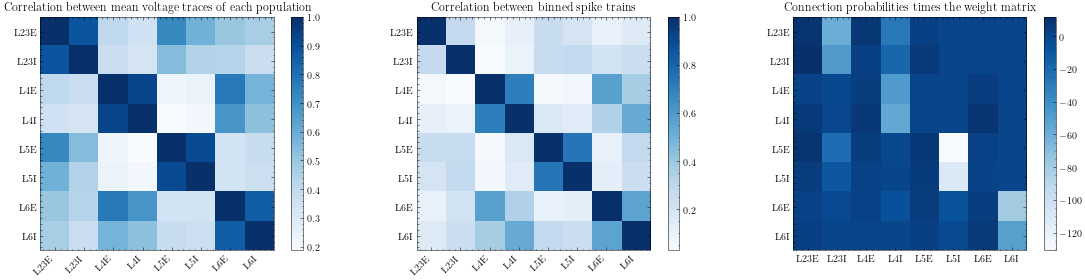 Correlation between mean voltage traces of each population
L23E
L23I
L4E
L4I
L5E
L5I
L6E
L6I
L23E L23I L4E L4I L5E L5I L6E L6I
1.0
0.9
0.8
0.7
0.6
0.5
0.4
0.3
0.2
Correlation between binned spike trains
L23E
L23I
L4E
L4I
L5E
L5I
L6E
L6I
L23E L23I L4E L4I L5E L5I L6E L6I
1.0
0.8
0.6
0.4
0.2
Connection probabilities times the weight matrix
L23E
L23I
L4E
L4I
L5E
L5I
L6E
L6I
L23E L23I L4E L4I L5E L5I L6E L6I
0
−20
−40
−60
−80
−100
−120